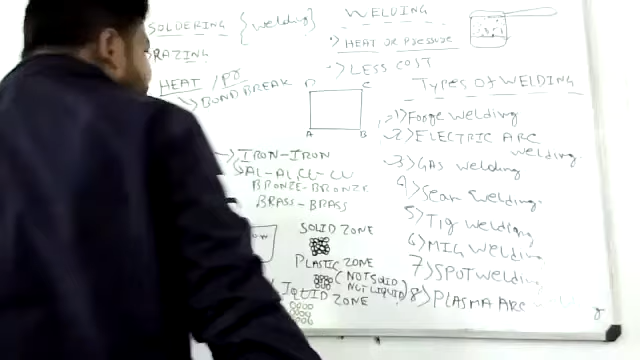 SOLDERING {Welding}
RAZING
HEAT / Pr
BOND BREAK
D C
A B
→ IRON-IRON
AL-AL, CU-CU
BRONZE-BRONZE
BRASS-BRASS
SOLID ZONE
PLASTIC ZONE
(NOT SOLID
NOT LIQUID)
LIQUID ZONE
WELDING
HEAT OR PRESSURE
LESS COST
Types OF WELDING
1) Forge Welding
2) ELECTRIC ARC
welding
3) GAS welding
4) Seam welding
5) Tig welding
6) MIG welding
7) SPOT welding
8) PLASMA ARC